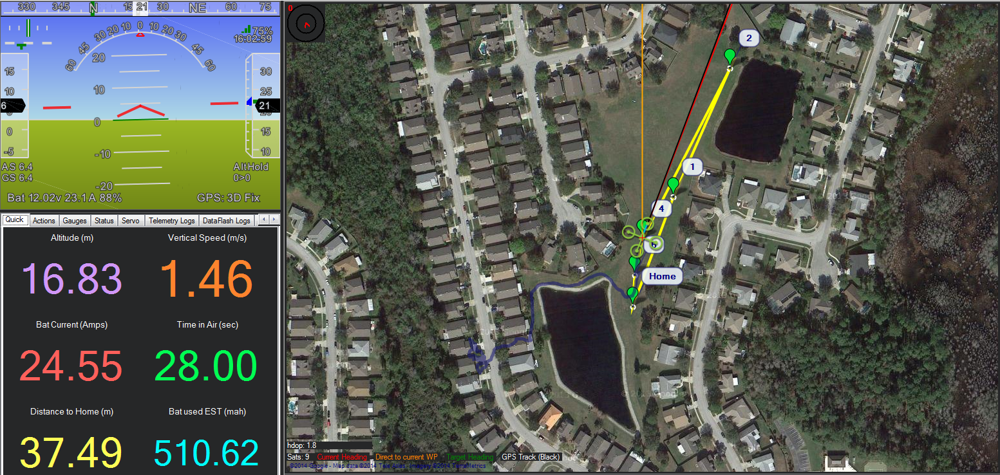 330 345 N 15 21 30 NE 60 75
60 45 30 20 10 0 10 20 30 45 60
75%
16:02:59
20
10
0
-10
-20
15
10
6
0
-5
30
25
21
20
15
10
AS 6.4
GS 6.4
AltHold
0>0
Bat 12.02v 23.1 A 88%
GPS: 3D Fix
Quick Actions Gauges Status Servo Telemetry Logs DataFlash Logs
Altitude (m) Vertical Speed (m/s)
16.83 1.46
Bat Current (Amps) Time in Air (sec)
24.55 28.00
Distance to Home (m) Bat used EST (mah)
37.49 510.62
0
2
1
4
6
Home
hdop: 1.8
Sats: 9 Current Heading Direct to current WP Target Heading GPS Track (Black)
©2014 Google - Map data ©2014 Tele Atlas - Imagery ©2014 TerraMetrics